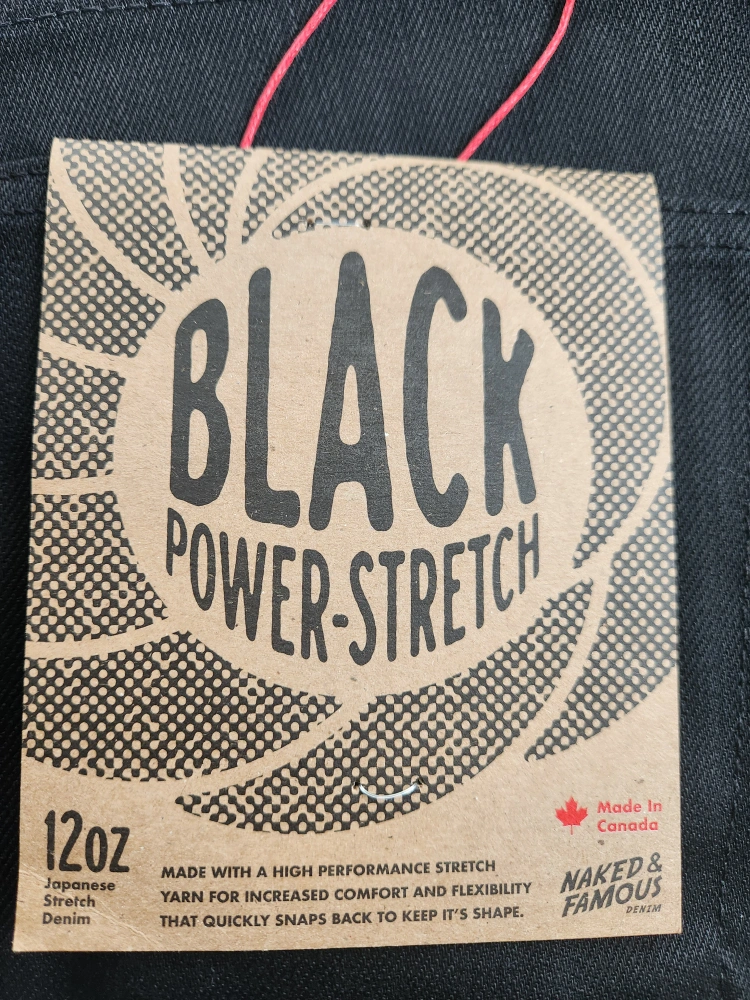 BLACK
POWER-STRETCH
12oz
Japanese
Stretch
Denim
MADE WITH A HIGH PERFORMANCE STRETCH
YARN FOR INCREASED COMFORT AND FLEXIBILITY
THAT QUICKLY SNAPS BACK TO KEEP IT'S SHAPE.
Made In
Canada
NAKED &
FAMOUS
DENIM